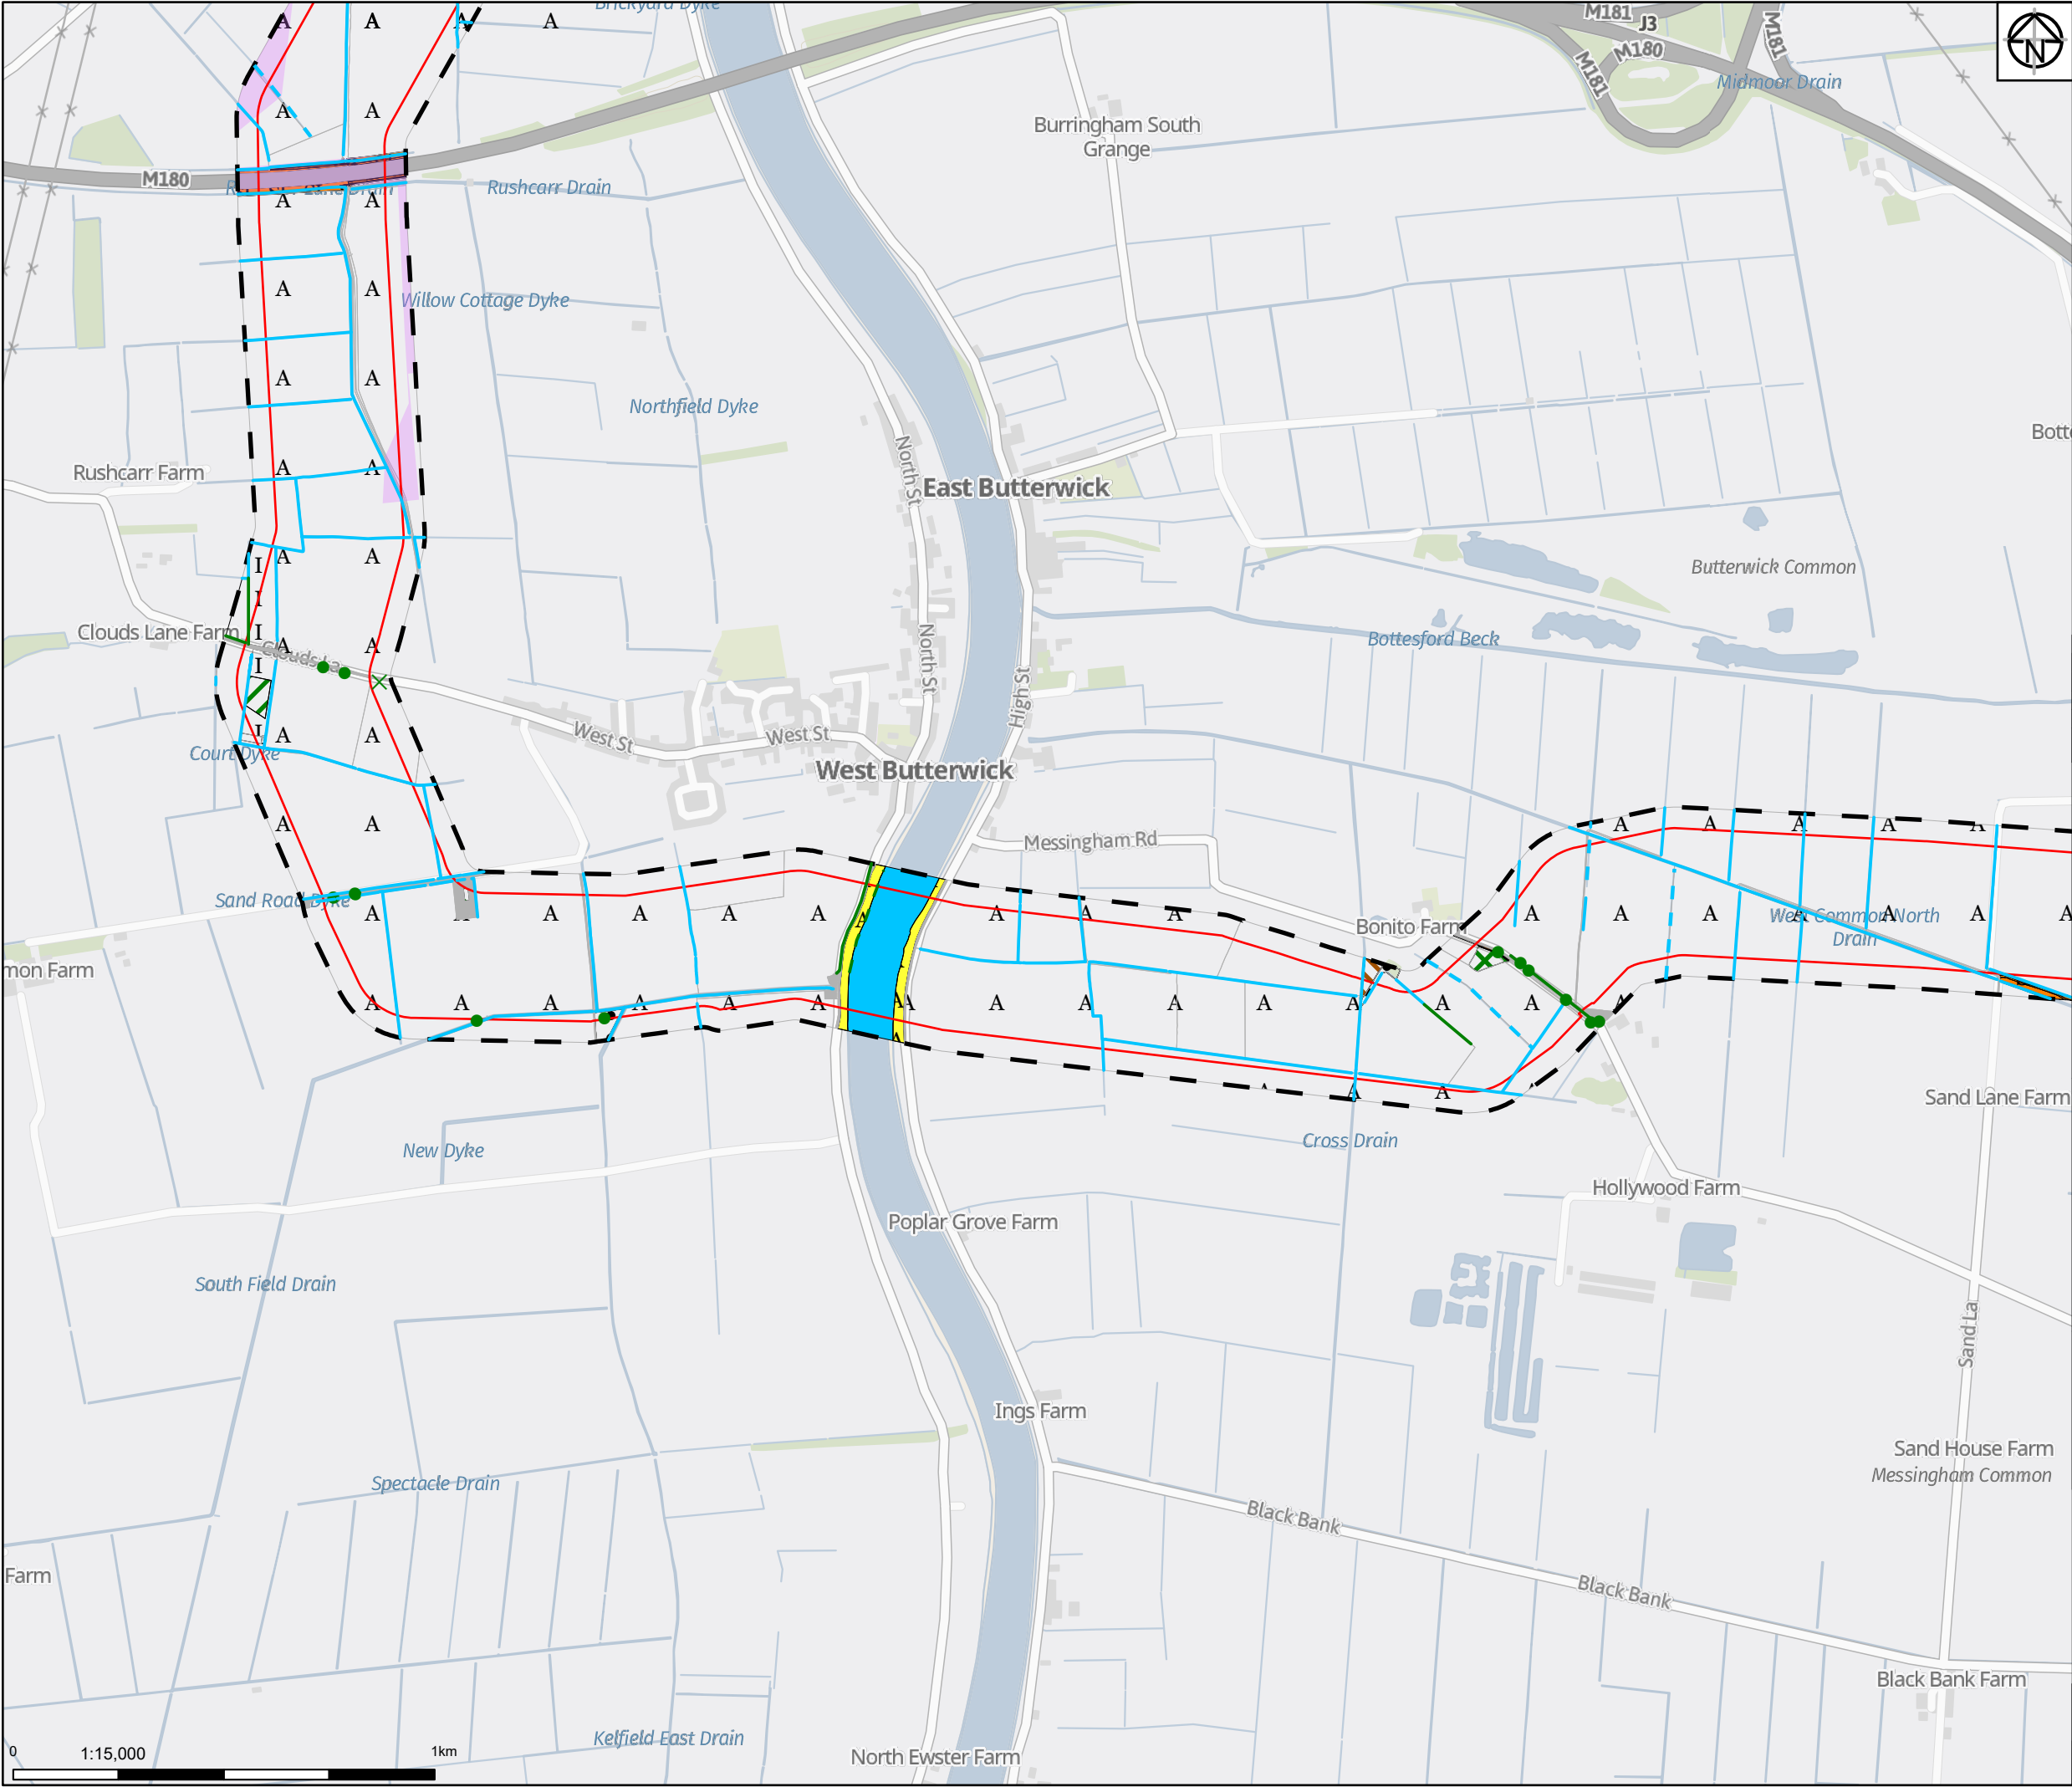 Brickyard Dyke
M181
J3
M180
M181
M181
N
Midmoor Drain
Burringham South
Grange
M180
Rushcarr Drain
Willow Cottage Dyke
Northfield Dyke
Rushcarr Farm
North St
East Butterwick
Butterwick Common
Clouds Lane Farm
Clouds La
Bottesford Beck
North St
High St
Court Dyke
West St
West St
West Butterwick
Messingham Rd
Sand Road Dyke
Bonito Farm
West Common North
Drain
mon Farm
Sand Lane Farm
New Dyke
Cross Drain
Hollywood Farm
Poplar Grove Farm
South Field Drain
Sand La
Ings Farm
Sand House Farm
Messingham Common
Spectacle Drain
Black Bank
Farm
Black Bank
Black Bank Farm
Kelfield East Drain
North Ewster Farm
0 1:15,000 1km